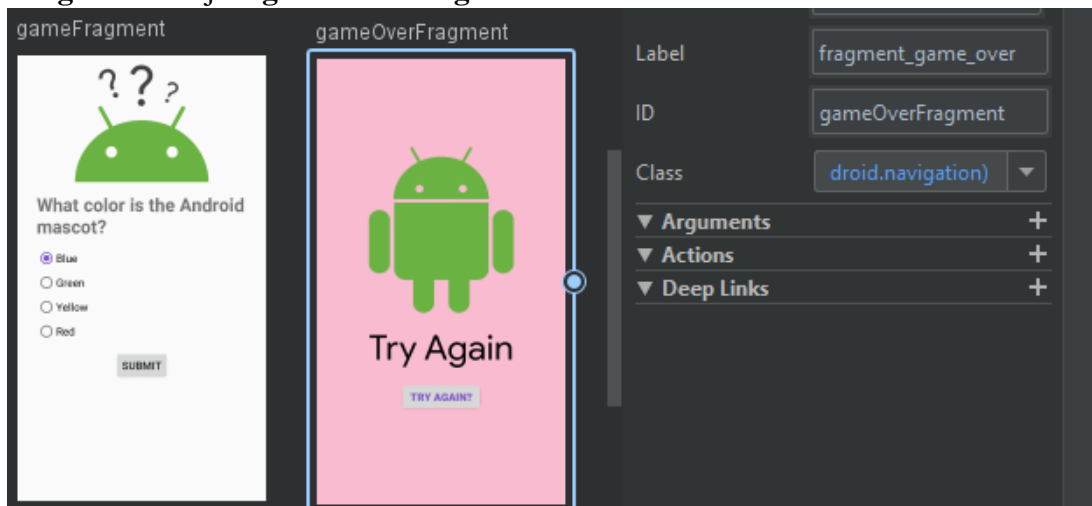 gameFragment
? ? ?
What color is the Android
mascot?
Blue
Green
Yellow
Red
SUBMIT
gameOverFragment
Try Again
TRY AGAIN?
Label
fragment_game_over
ID
gameOverFragment
Class
droid.navigation)
Arguments
Actions
Deep Links